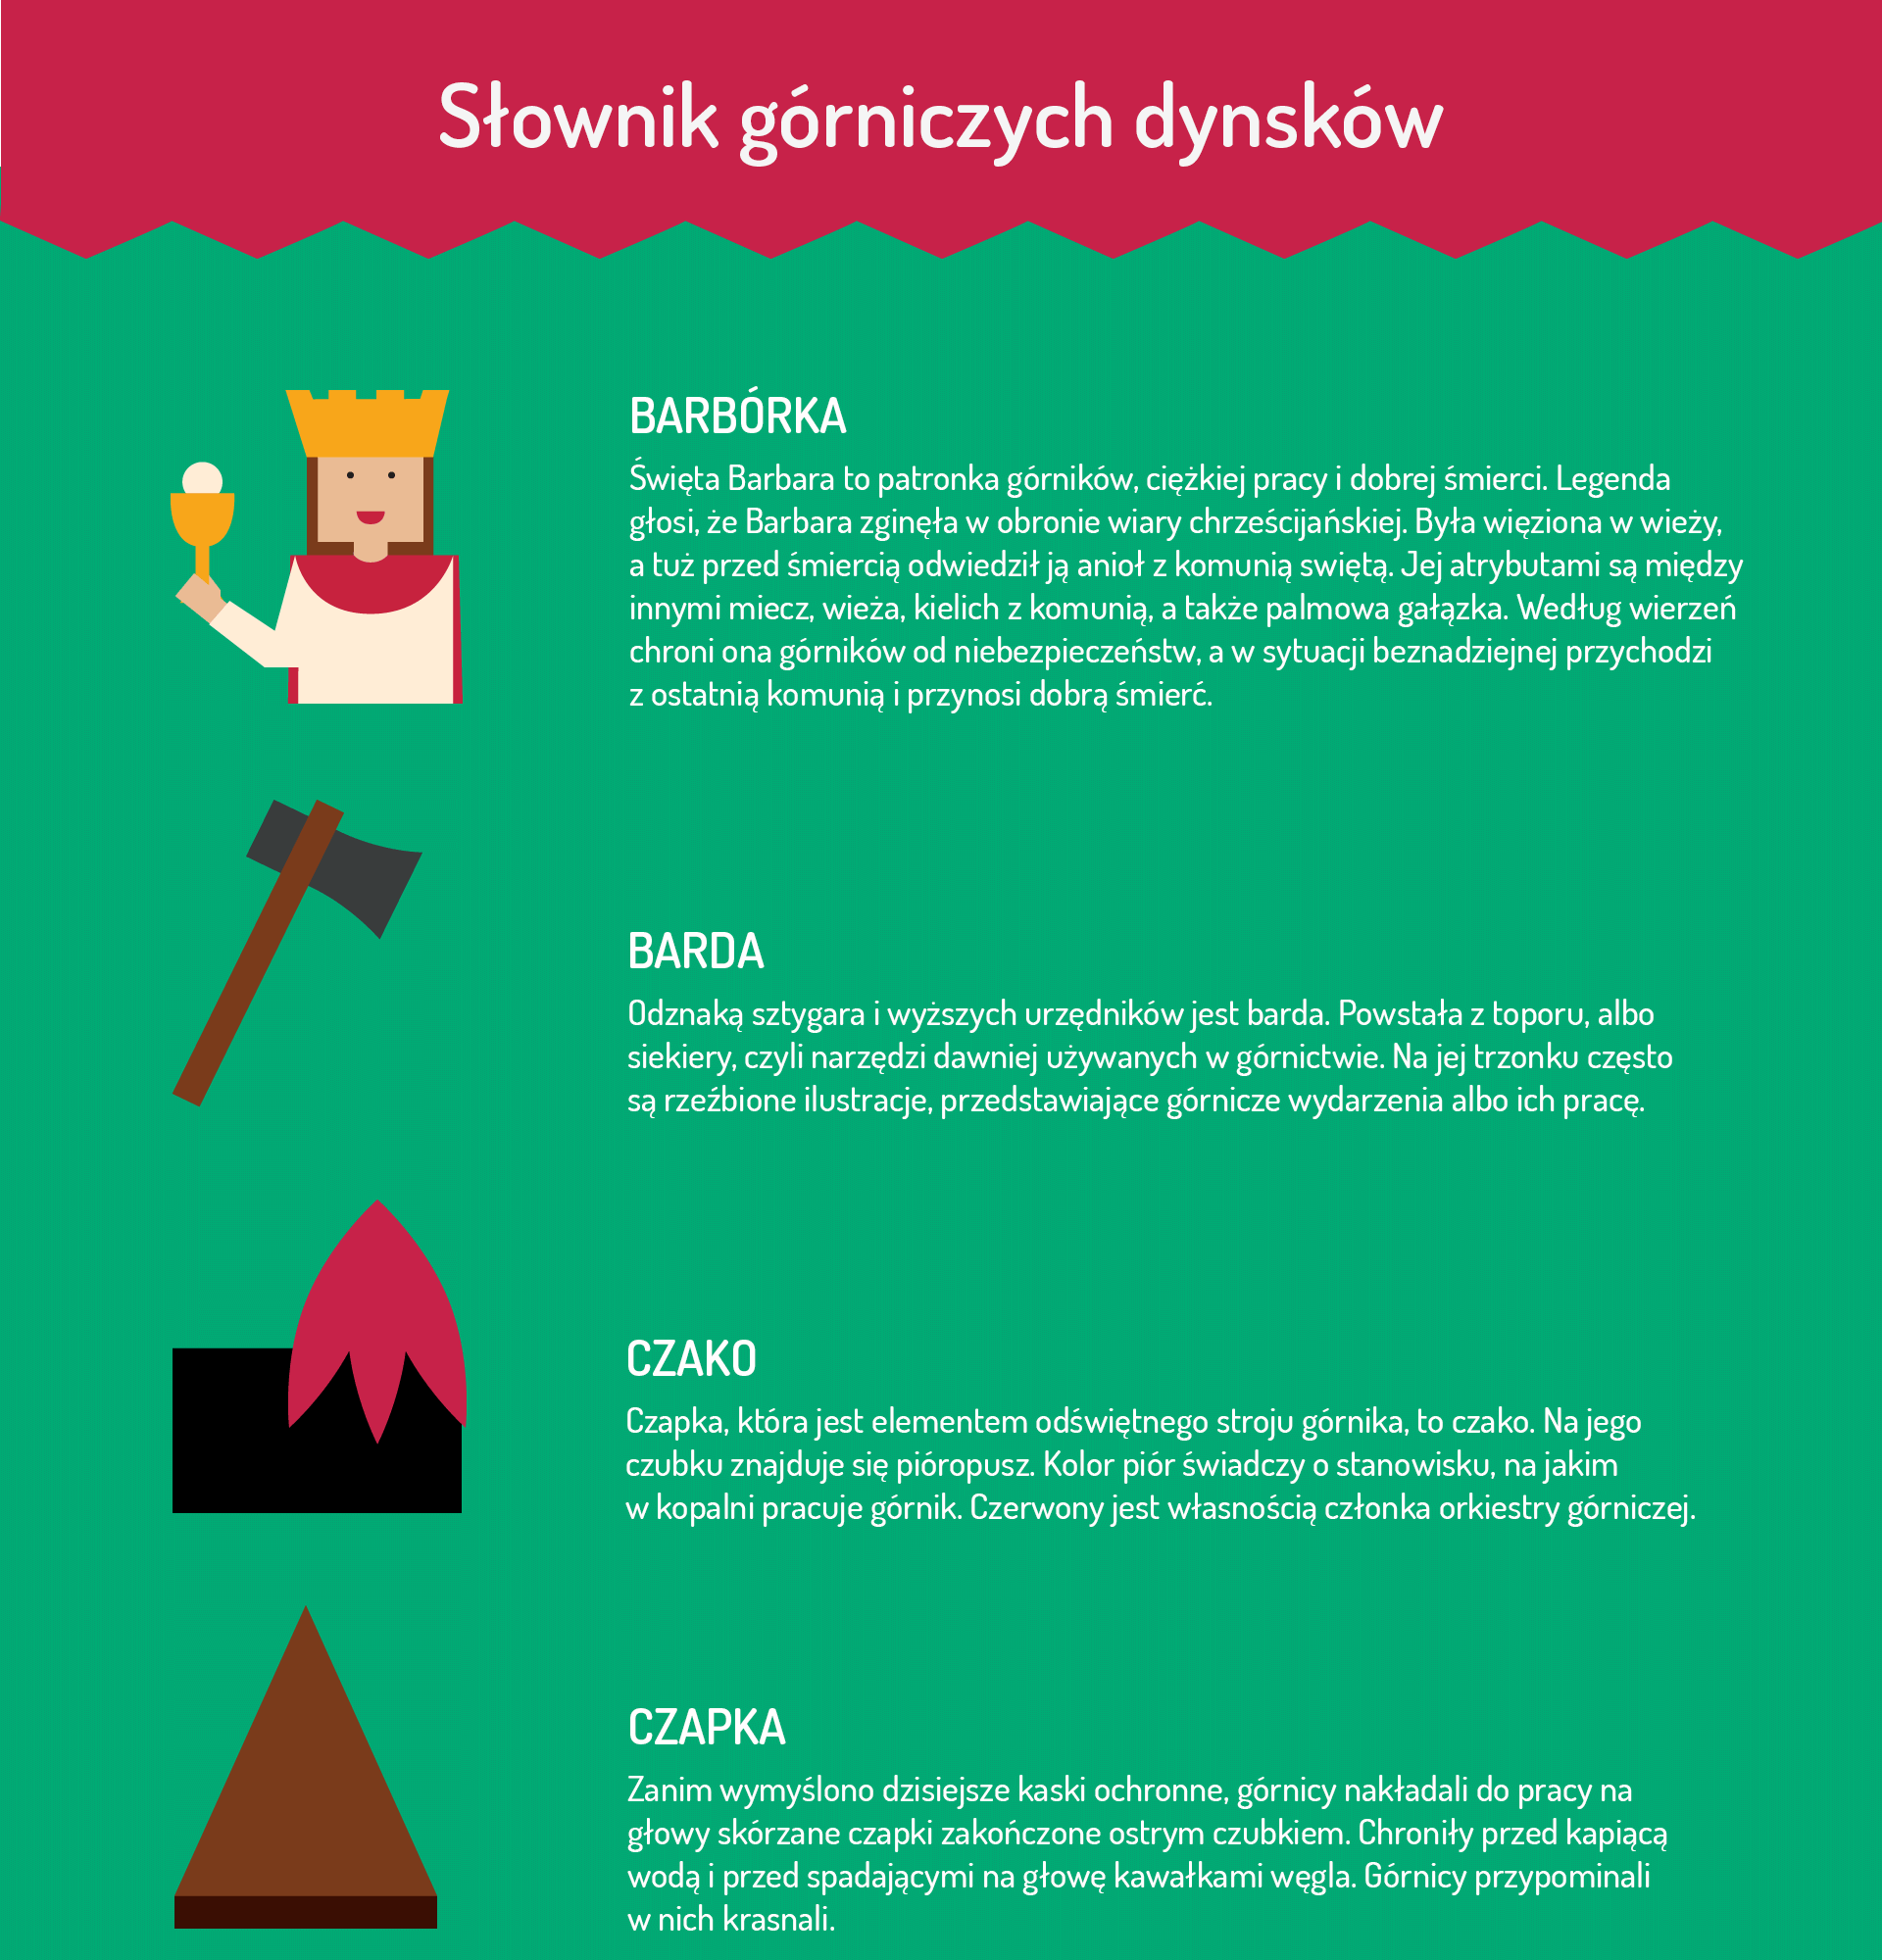 Słownik górniczych dynsków
BARBÓRKA
Święta Barbara to patronka górników, ciężkiej pracy i dobrej śmierci. Legenda
głosi, że Barbara zginęła w obronie wiary chrześcijańskiej. Była więziona w wieży,
a tuż przed śmiercią odwiedził ją anioł z komunią swiętą. Jej atrybutami są między
innymi miecz, wieża, kielich z komunią, a także palmowa gałązka. Według wierzeń
chroni ona górników od niebezpieczeństw, a w sytuacji beznadziejnej przychodzi
z ostatnią komunią i przynosi dobrą śmierć.
BARDA
Odznaką sztygara i wyższych urzędników jest barda. Powstała z toporu, albo
siekiery, czyli narzędzi dawniej używanych w górnictwie. Na jej trzonku często
są rzeźbione ilustracje, przedstawiające górnicze wydarzenia albo ich pracę.
CZAKO
Czapka, która jest elementem odświętnego stroju górnika, to czako. Na jego
czubku znajduje się pióropusz. Kolor piór świadczy o stanowisku, na jakim
w kopalni pracuje górnik. Czerwony jest własnością członka orkiestry górniczej.
CZAPKA
Zanim wymyślono dzisiejsze kaski ochronne, górnicy nakładali do pracy na
głowy skórzane czapki zakończone ostrym czubkiem. Chroniły przed kapiącą
wodą i przed spadającymi na głowę kawałkami węgla. Górnicy przypominali
w nich krasnali.